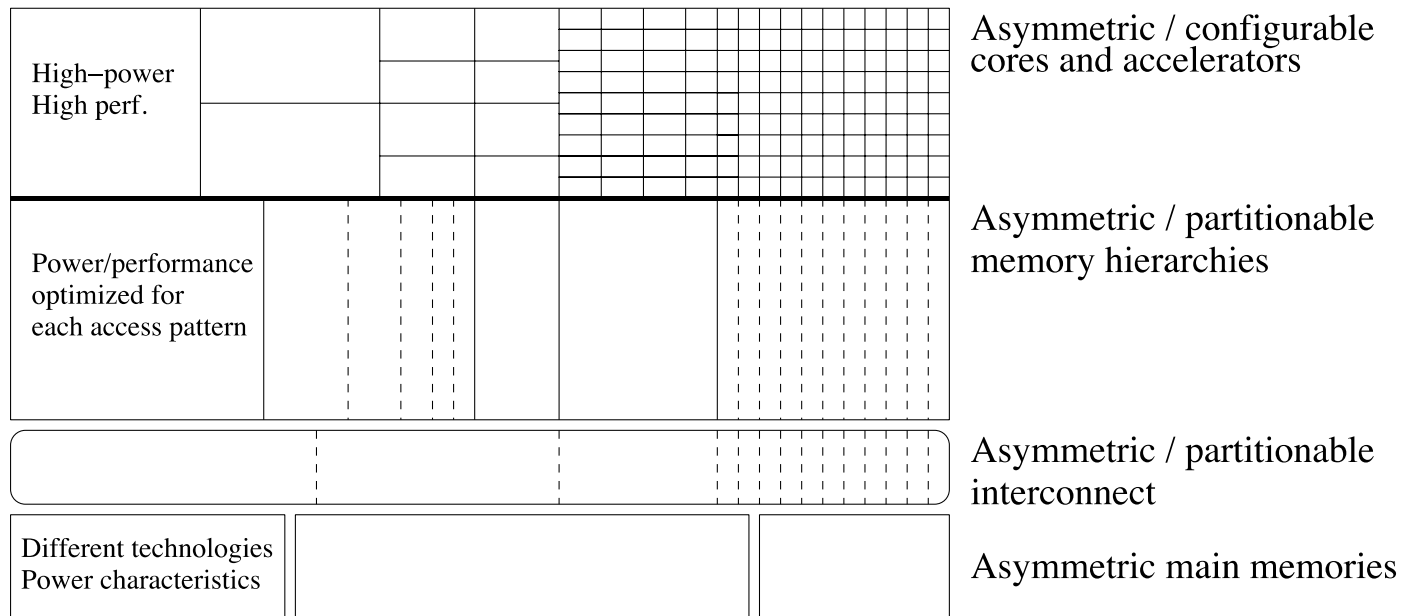 High−power
High perf.
Asymmetric / configurable
cores and accelerators
Power/performance
optimized for
each access pattern
Asymmetric / partitionable
memory hierarchies
Asymmetric / partitionable
interconnect
Different technologies
Power characteristics
Asymmetric main memories